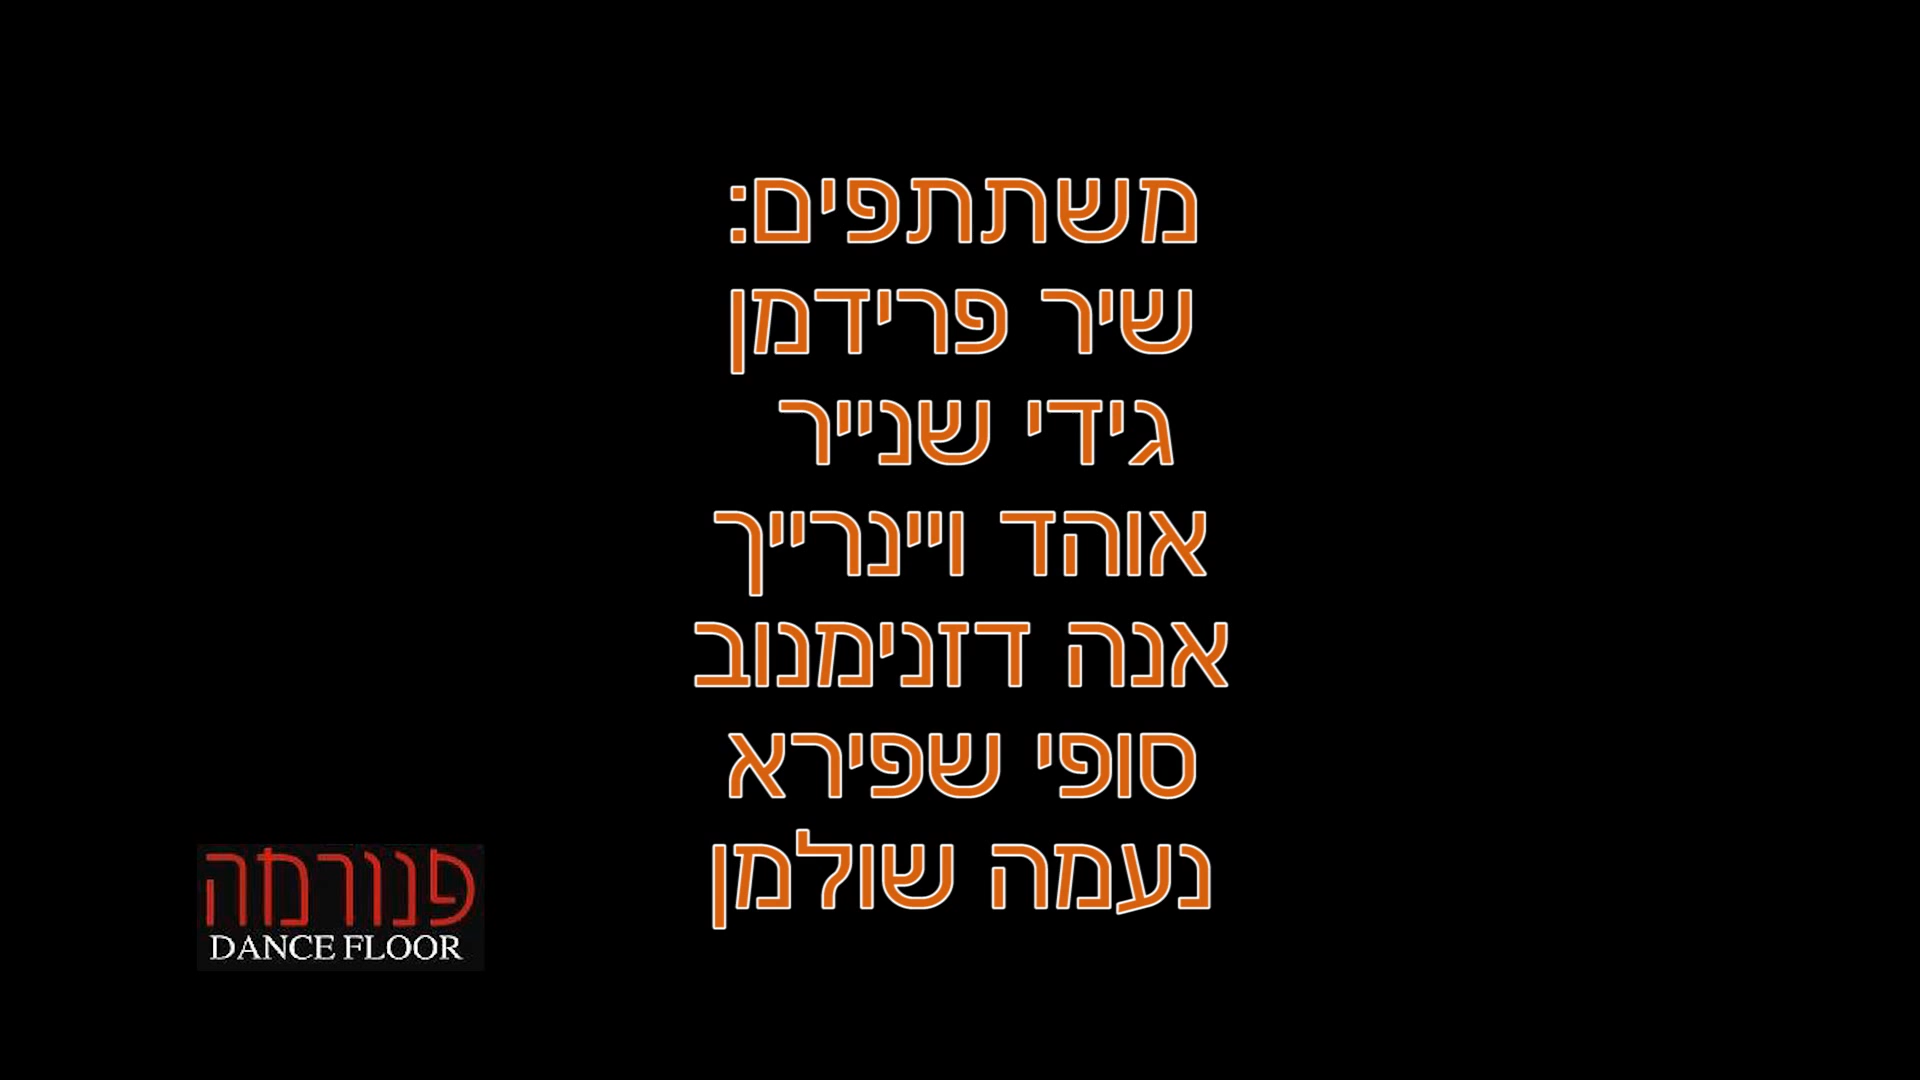 משתתפים:
שיר פרידמן
גידי שנייר
אוהד ויינרייך
אנה דזנימנוב
סופי שפירא
נעמה שולמן
פנורמה
DANCE FLOOR